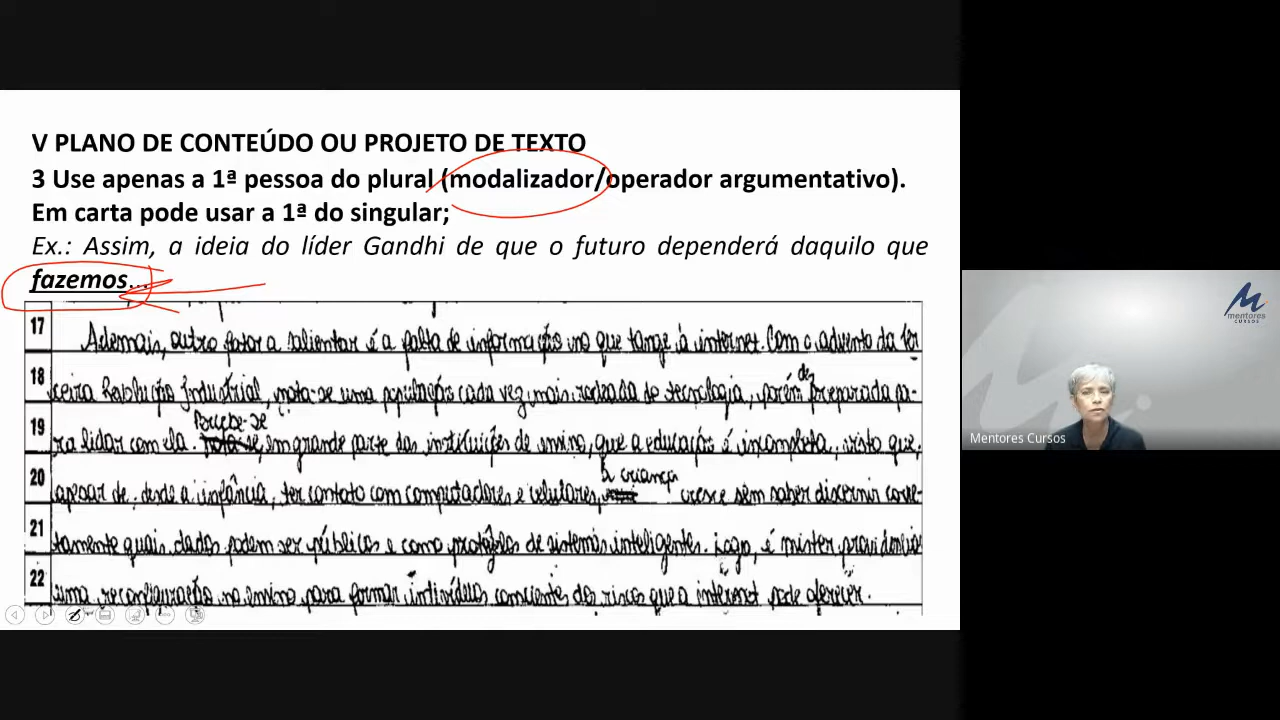 V PLANO DE CONTEÚDO OU PROJETO DE TEXTO
3 Use apenas a 1ª pessoa do plural (modalizador/operador argumentativo).
Em carta pode usar a 1ª do singular;
Ex.: Assim, a ideia do líder Gandhi de que o futuro dependerá daquilo que
fazemos...
17 Ademais, outro fator a salientar é a falta de informação no que tange à internet. Com o advento da Ter
18 ceira Revolução Industrial, nota-se uma população cada vez mais rodeada de tecnologia, porém despreparada pa-
19 ra lidar com ela. Percebe-se, em grande parte das instituições de ensino, que a educação é incompleta, visto que,
20 apesar de, desde a infância, ter contato com computadores e celulares, a criança cresce sem saber discernir corre-
21 tamente quais dados podem ser públicos e como protegê-los de sistemas inteligentes. Logo, é mister
22 uma reconfiguração no ensino para formar indivíduos conscientes dos riscos que a internet pode oferecer.
Mentores Cursos
mentores
CURSOS